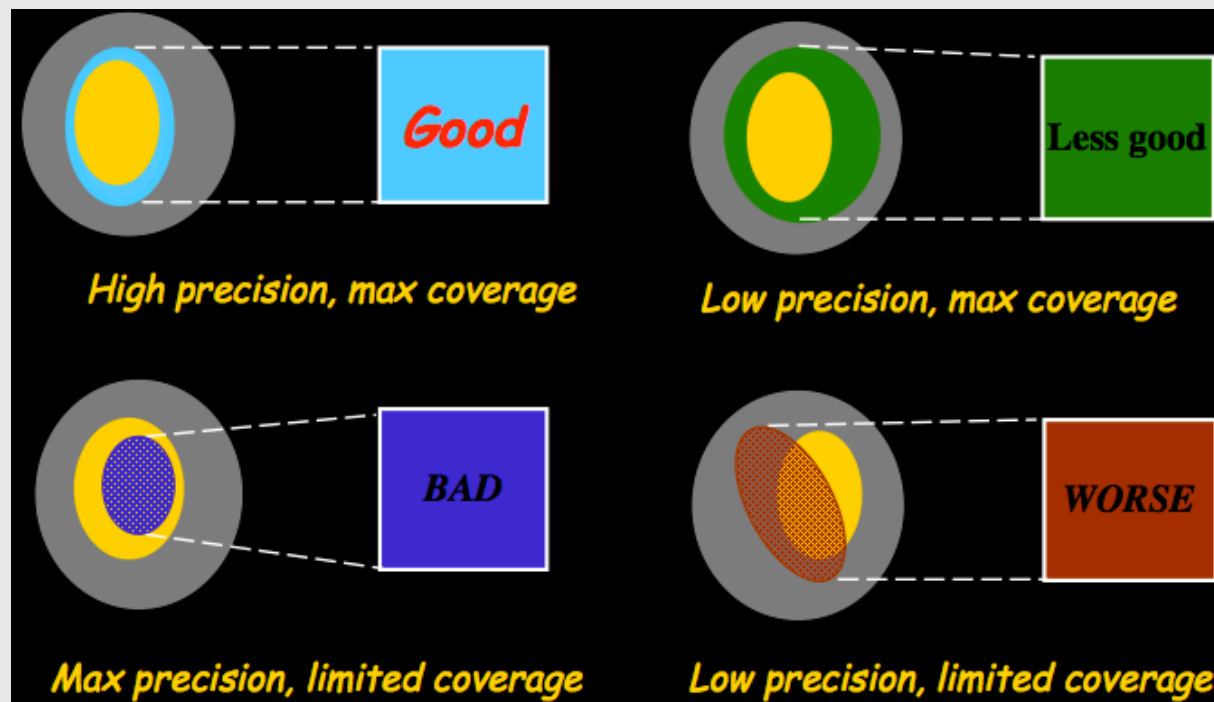 Good
Less good
High precision, max coverage
Low precision, max coverage
BAD
WORSE
Max precision, limited coverage
Low precision, limited coverage